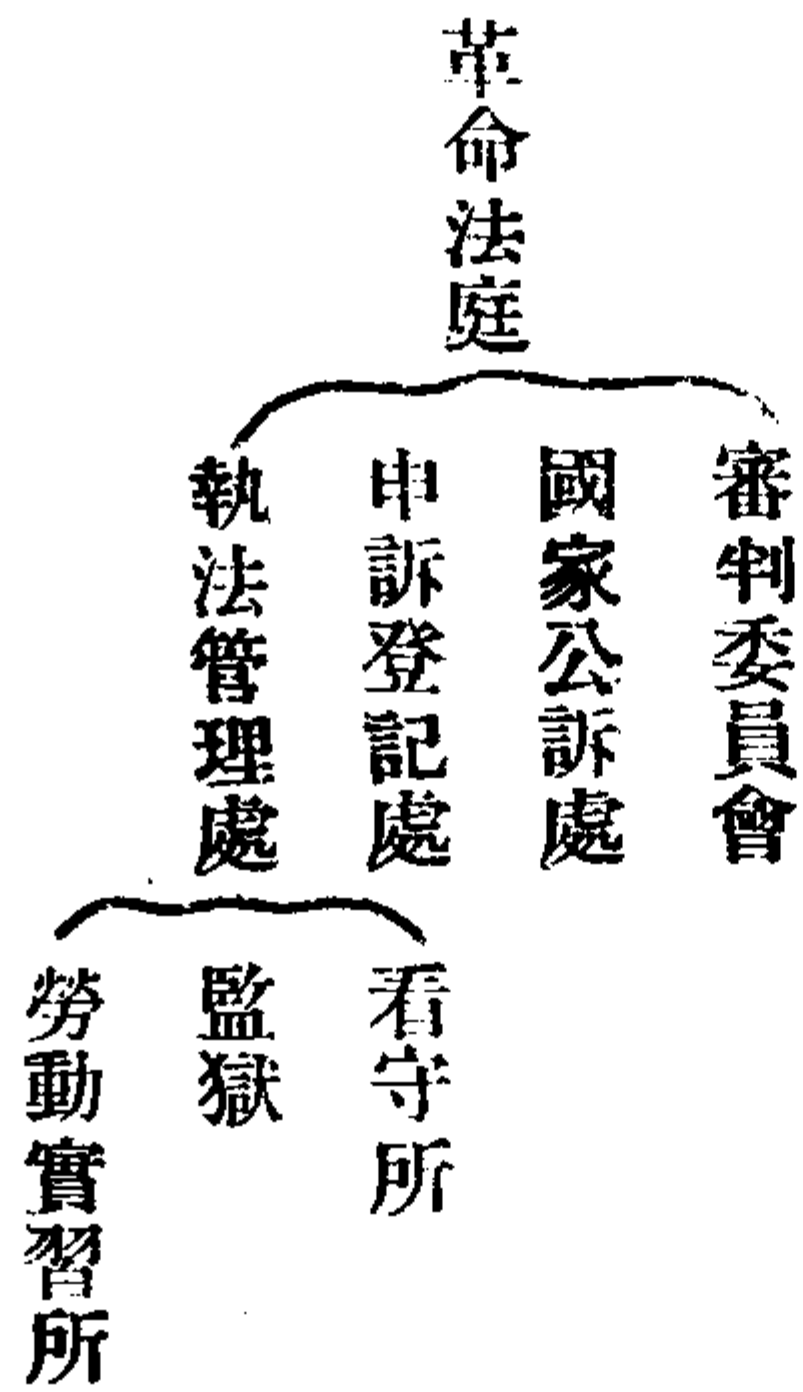 革命法庭
審判委員會
國家公訴處
申訴登記處
執法管理處
看守所
監獄
勞動實習所